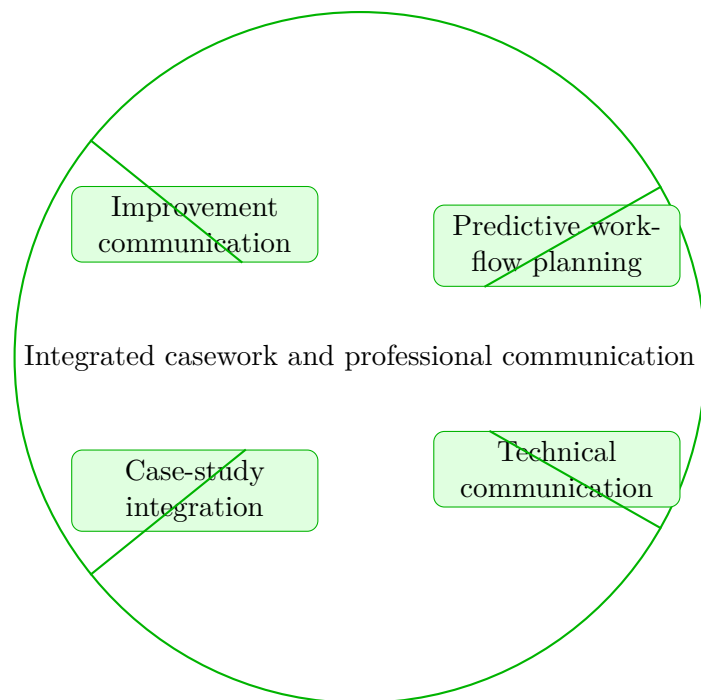 Improvement
communication
Predictive work-
flow planning
Integrated casework and professional communication
Case-study
integration
Technical
communication